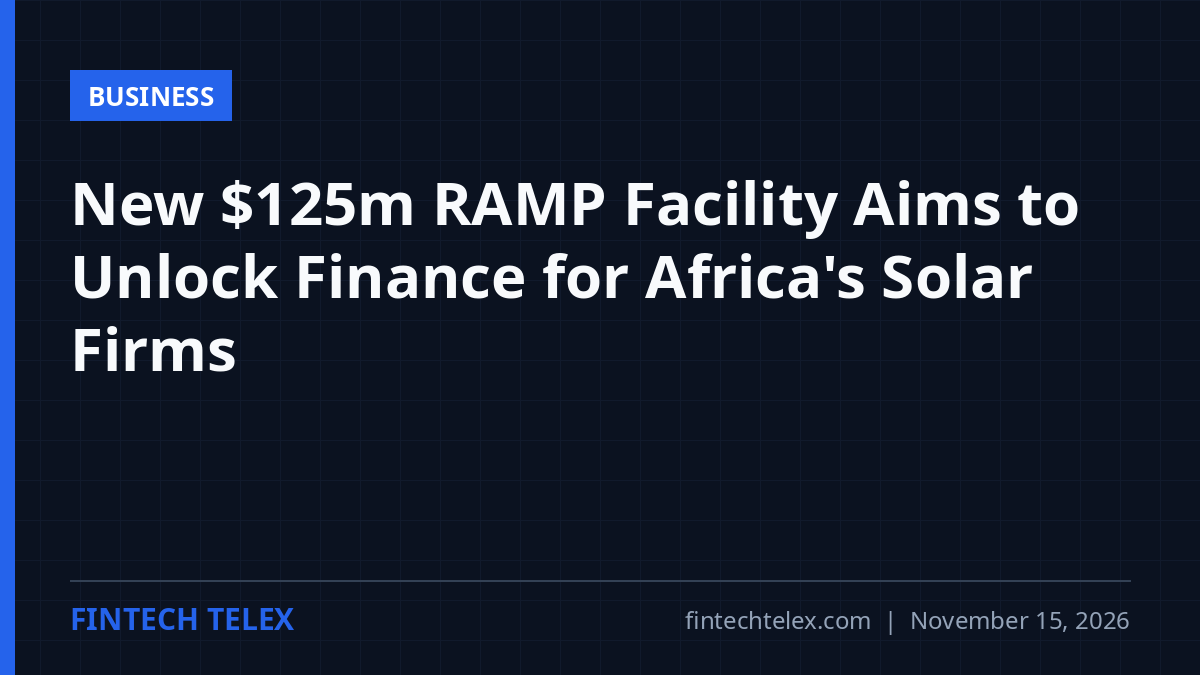 BUSINESS
New $125m RAMP Facility Aims to
Unlock Finance for Africa's Solar
Firms
FINTECH TELEX
fintechtelex.com | November 15, 2026